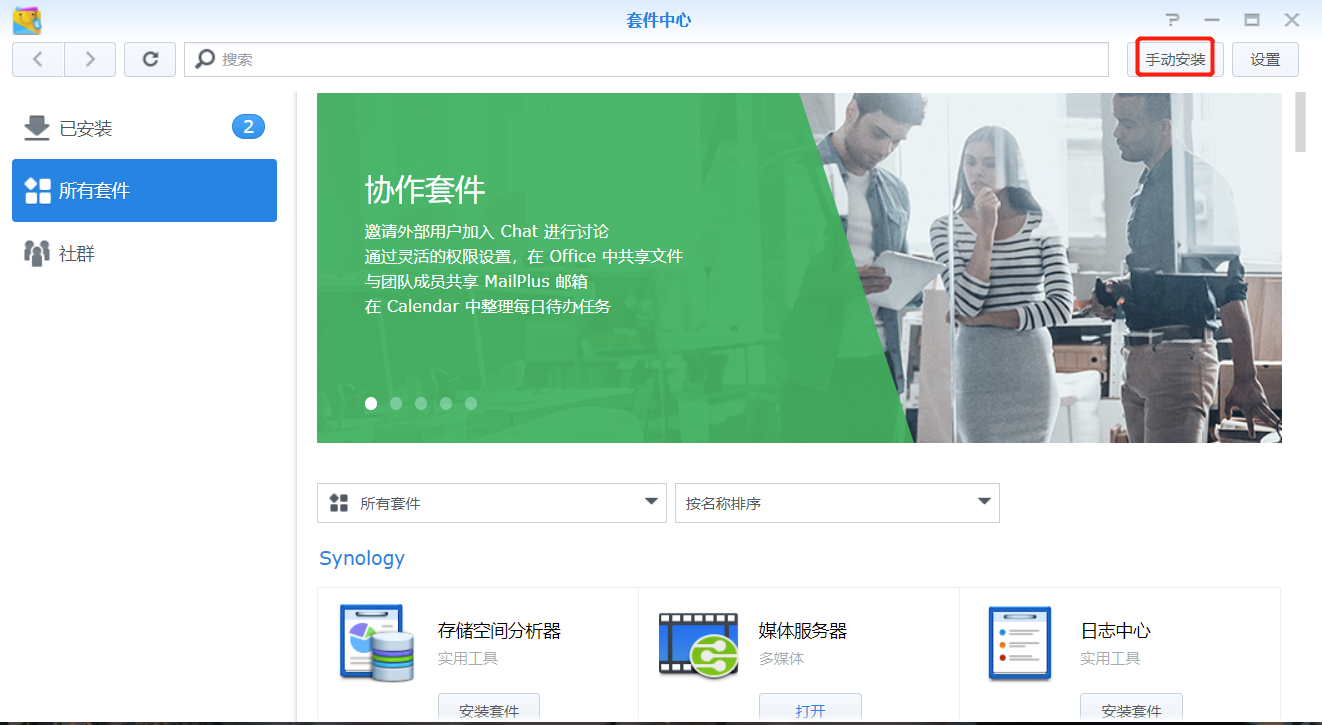 套件中心
搜索
手动安装
设置
已安装
2
所有套件
社群
协作套件
邀请外部用户加入 Chat 进行讨论
通过灵活的权限设置，在 Office 中共享文件
与团队成员共享 MailPlus 邮箱
在 Calendar 中整理每日待办任务
所有套件
按名称排序
Synology
存储空间分析器
实用工具
安装套件
媒体服务器
多媒体
打开
日志中心
实用工具
安装套件